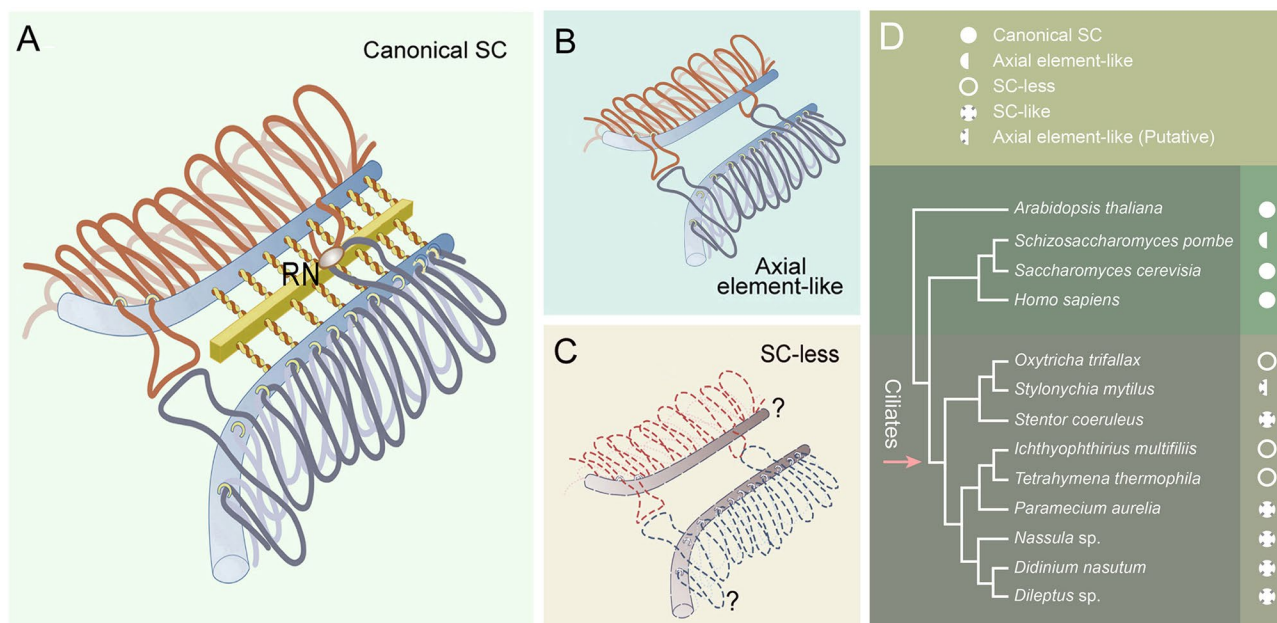 A
Canonical SC
RN
B
Axial
element-like
C
SC-less
?
?
D
Canonical SC
Axial element-like
SC-less
SC-like
Axial element-like (Putative)
Arabidopsis thaliana
Schizosaccharomyces pombe
Saccharomyces cerevisia
Homo sapiens
Ciliates
Oxytricha trifallax
Stylonychia mytilus
Stentor coeruleus
Ichthyophthirius multifiliis
Tetrahymena thermophila
Paramecium aurelia
Nassula sp.
Didinium nasutum
Dileptus sp.